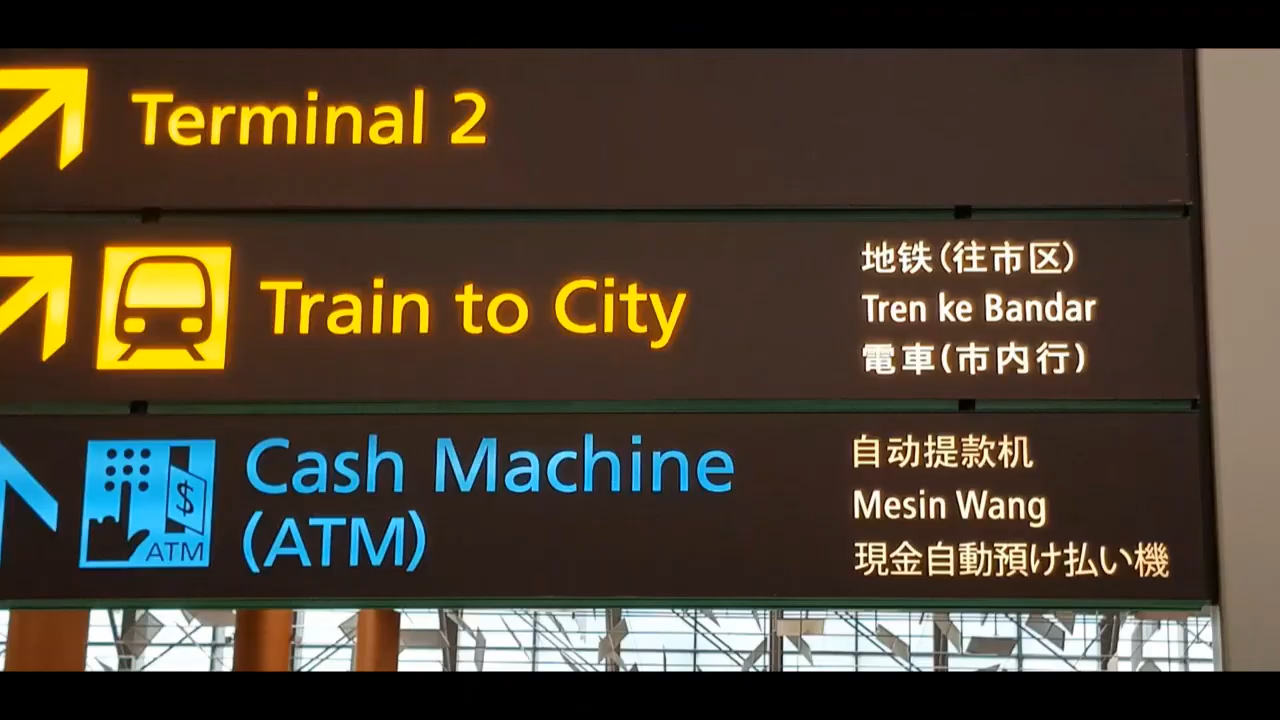 Terminal 2
Train to City
地铁(往市区)
Tren ke Bandar
電車(市内行)
Cash Machine
(ATM)
$
ATM
自动提款机
Mesin Wang
現金自動預け払い機